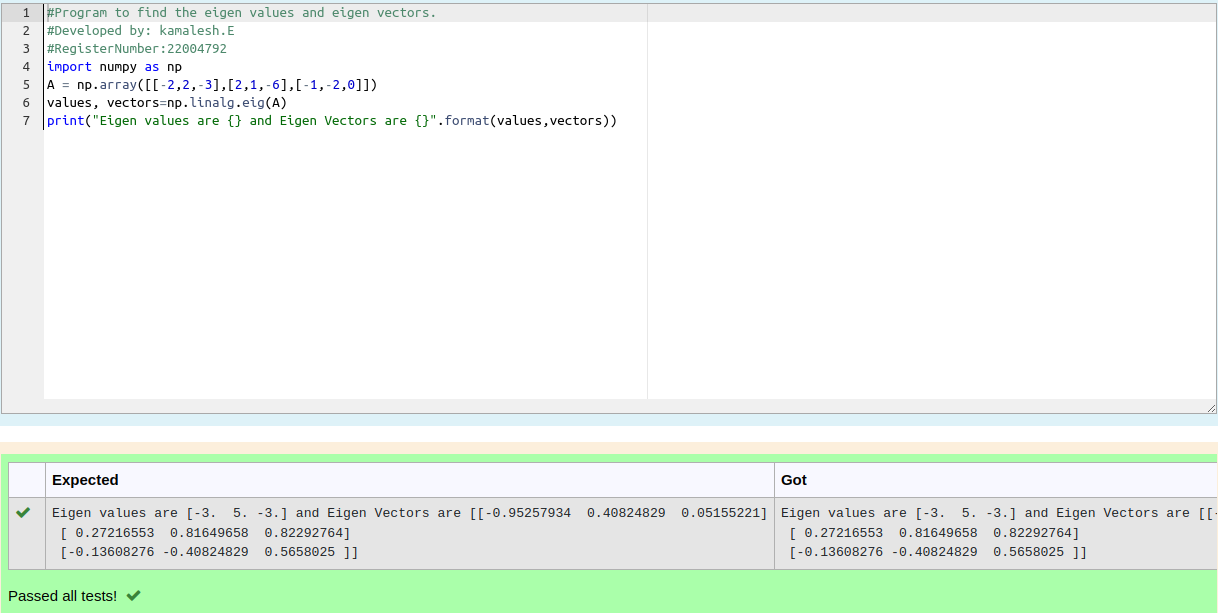 1 #Program to find the eigen values and eigen vectors.
2 #Developed by: kamalesh.E
3 #RegisterNumber:22004792
4 import numpy as np
5 A = np.array([[-2,2,-3],[2,1,-6],[-1,-2,0]])
6 values, vectors=np.linalg.eig(A)
7 print("Eigen values are {} and Eigen Vectors are {}".format(values,vectors))
Expected Got
Eigen values are [-3.  5. -3.] and Eigen Vectors are [[-0.95257934  0.40824829  0.05155221] Eigen values are [-3.  5. -3.] and Eigen Vectors are [[-
[ 0.27216553  0.81649658  0.82292764] [ 0.27216553  0.81649658  0.82292764]
[-0.13608276 -0.40824829  0.5658025 ]] [-0.13608276 -0.40824829  0.5658025 ]]
Passed all tests!